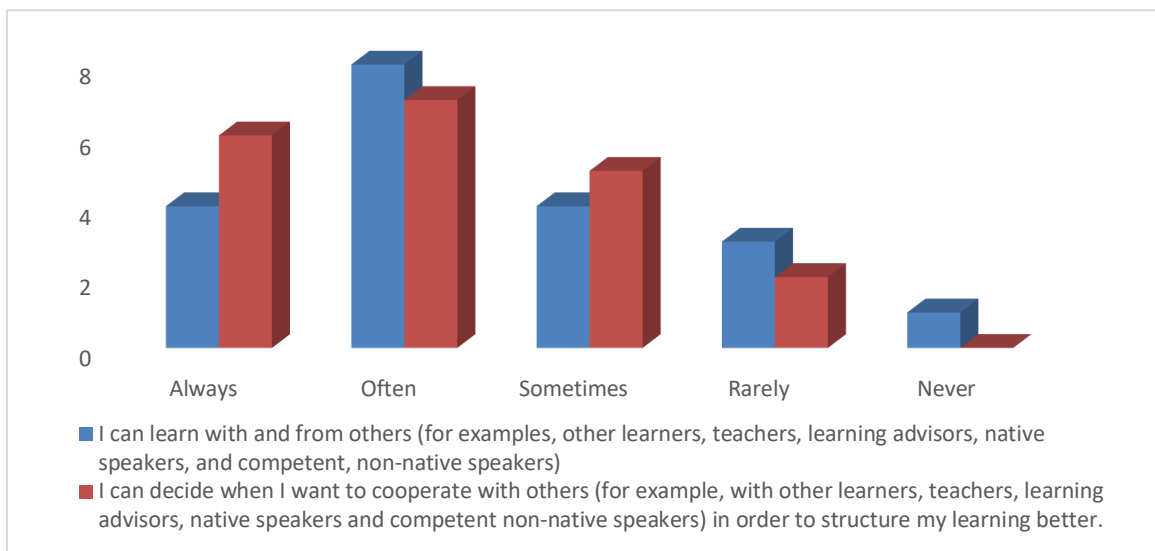 8
6
4
2
0
Always Often Sometimes Rarely Never
I can learn with and from others (for examples, other learners, teachers, learning advisors, native
speakers, and competent, non-native speakers)
I can decide when I want to cooperate with others (for example, with other learners, teachers, learning
advisors, native speakers and competent non-native speakers) in order to structure my learning better.